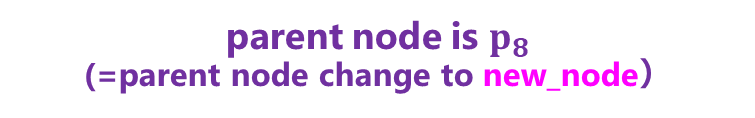 parent node is p₈
(=parent node change to new_node）